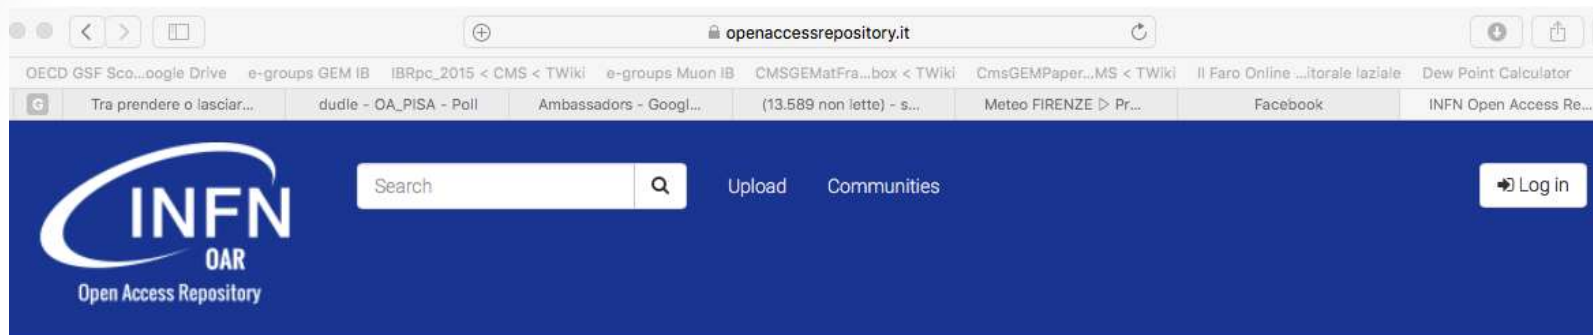 openaccessrepository.it
OECD GSF Sco...oogle Drive e-groups GEM IB IBRpc_2015 < CMS < TWiki e-groups Muon IB CMSGEMatFra...box < TWiki CmsGEMPaper...MS < TWiki Il Faro Online ...itorale laziale Dew Point Calculator
G Tra prendere o lasciar... dudle - OA_PISA - Poll Ambassadors - Googl... (13.589 non lette) - s... Meteo FIRENZE ▷ Pr... Facebook INFN Open Access Re...
Search Upload Communities Log in
INFN
OAR
Open Access Repository